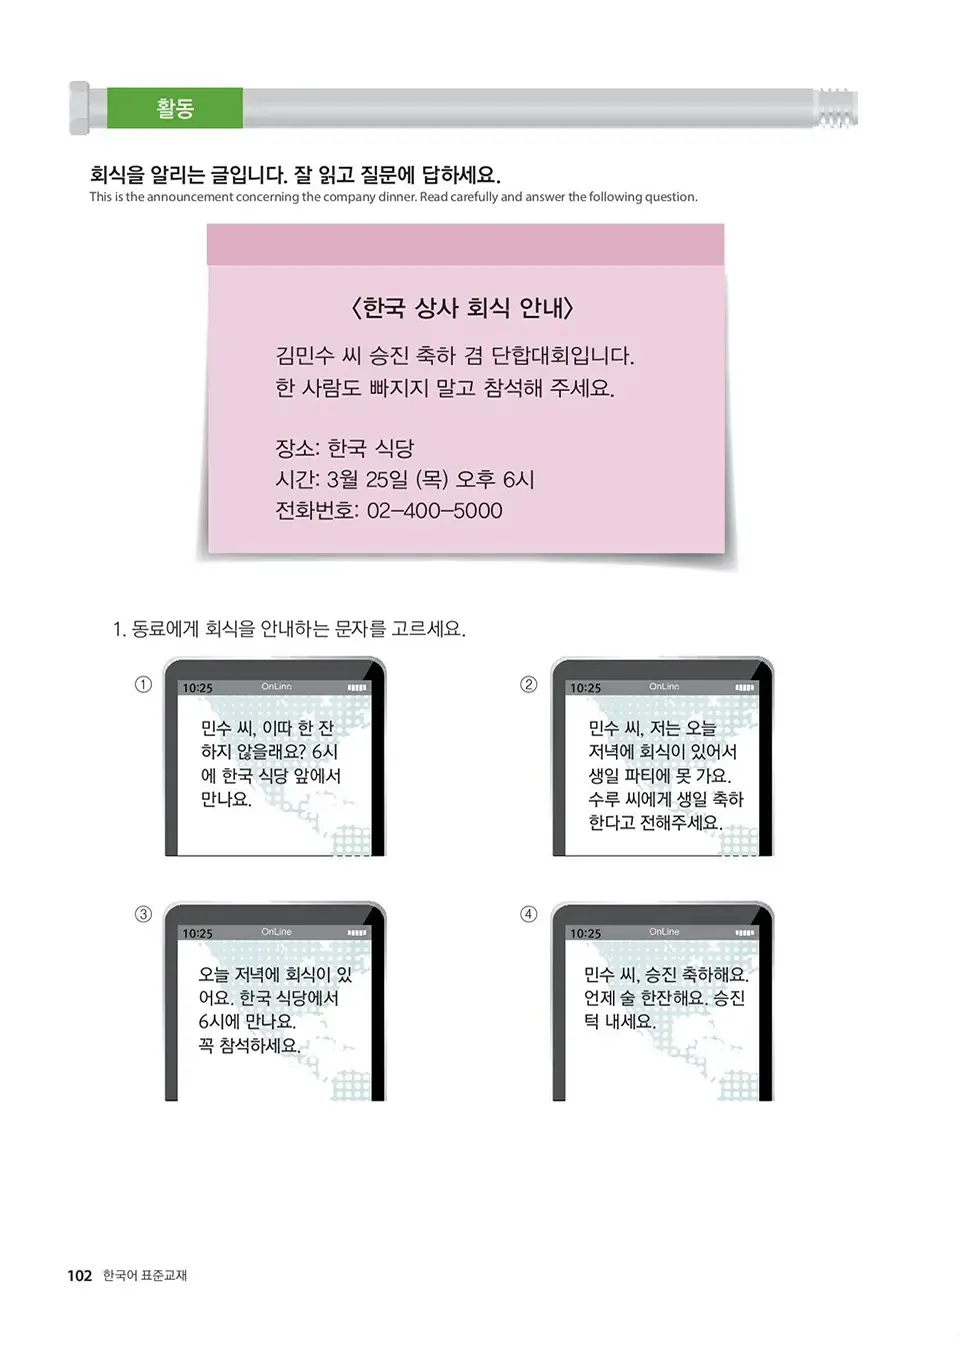 활동
회식을 알리는 글입니다. 잘 읽고 질문에 답하세요.
This is the announcement concerning the company dinner. Read carefully and answer the following question.
<한국 상사 회식 안내>
김민수 씨 승진 축하 겸 단합대회입니다.
한 사람도 빠지지 말고 참석해 주세요.
장소: 한국 식당
시간: 3월 25일 (목) 오후 6시
전화번호: 02-400-5000
1. 동료에게 회식을 안내하는 문자를 고르세요.
①
10:25 OnLine
민수 씨, 이따 한 잔
하지 않을래요? 6시
에 한국 식당 앞에서
만나요.
②
10:25 OnLine
민수 씨, 저는 오늘
저녁에 회식이 있어서
생일 파티에 못 가요.
수루 씨에게 생일 축하
한다고 전해주세요.
③
10:25 OnLine
오늘 저녁에 회식이 있
어요. 한국 식당에서
6시에 만나요.
꼭 참석하세요.
④
10:25 OnLine
민수 씨, 승진 축하해요.
언제 술 한잔해요. 승진
턱 내세요.
102 한국어 표준교재